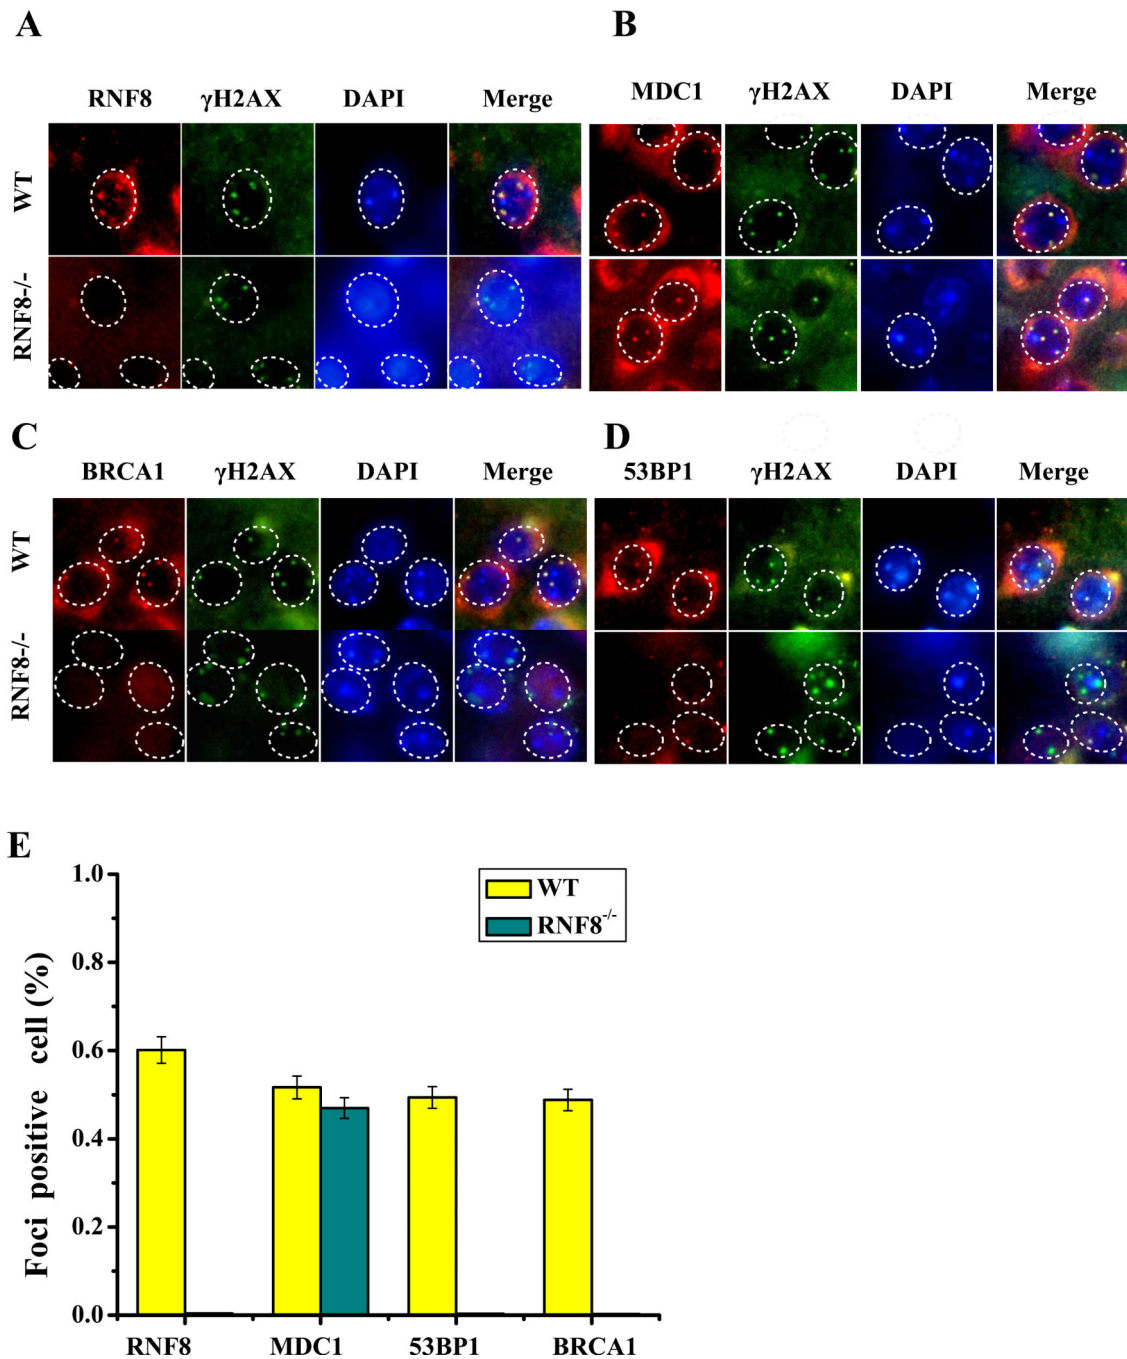 A
RNF8 γH2AX DAPI Merge
WT
RNF8-/-
B
MDC1 γH2AX DAPI Merge
C
BRCA1 γH2AX DAPI Merge
WT
RNF8-/-
D
53BP1 γH2AX DAPI Merge
E
Foci positive cell (%)
1.0
0.8
0.6
0.4
0.2
0.0
WT
RNF8-/-
RNF8 MDC1 53BP1 BRCA1